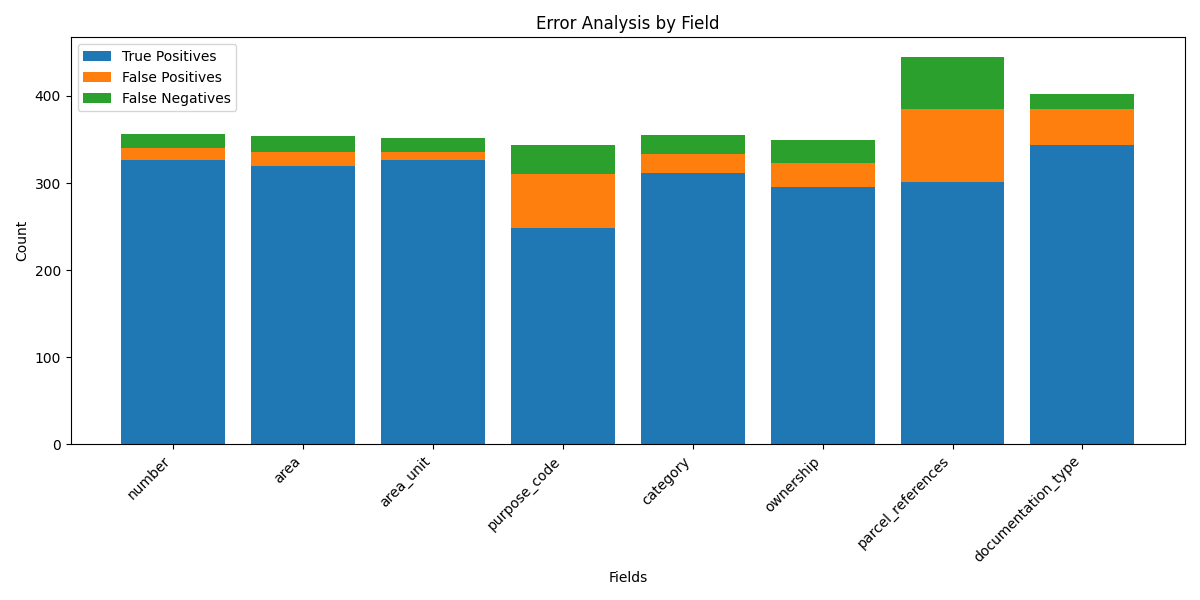 Error Analysis by Field
True Positives
False Positives
False Negatives
Count
400
300
200
100
0
number
area
area_unit
purpose_code
category
ownership
parcel_references
documentation_type
Fields